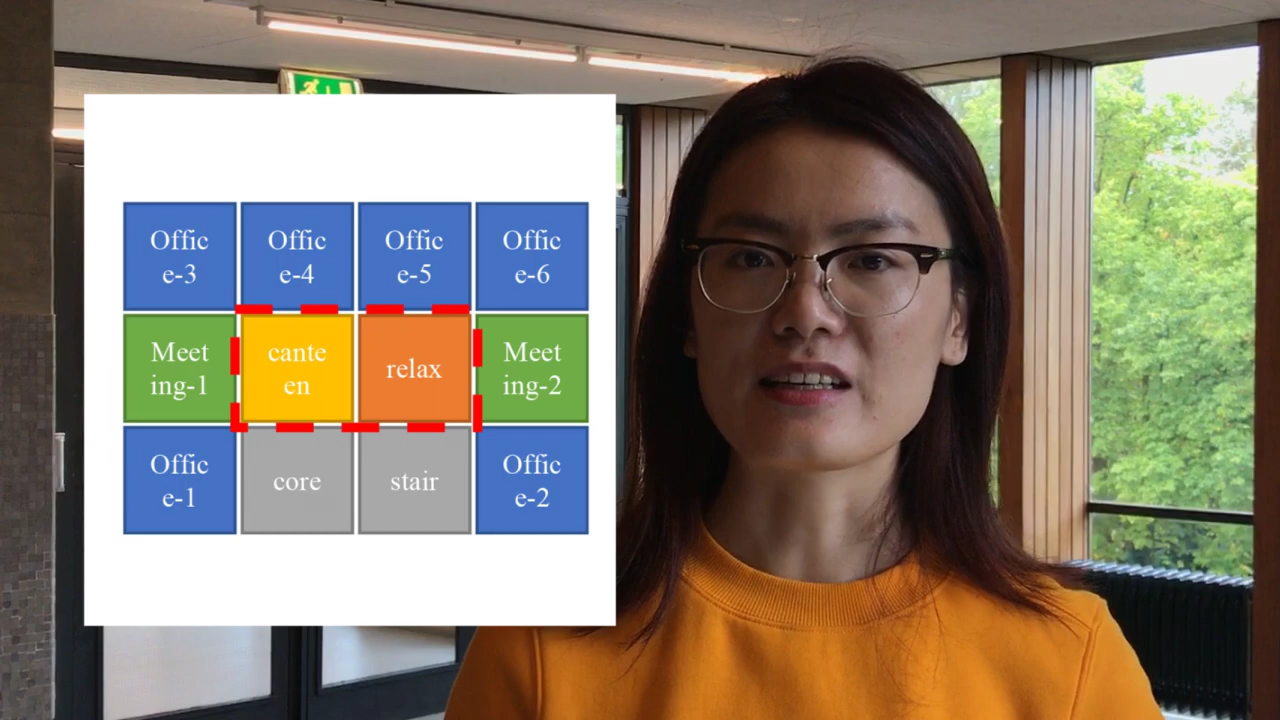 Offic
e-3
Offic
e-4
Offic
e-5
Offic
e-6
Meet
ing-1
cante
en
relax
Meet
ing-2
Offic
e-1
core
stair
Offic
e-2